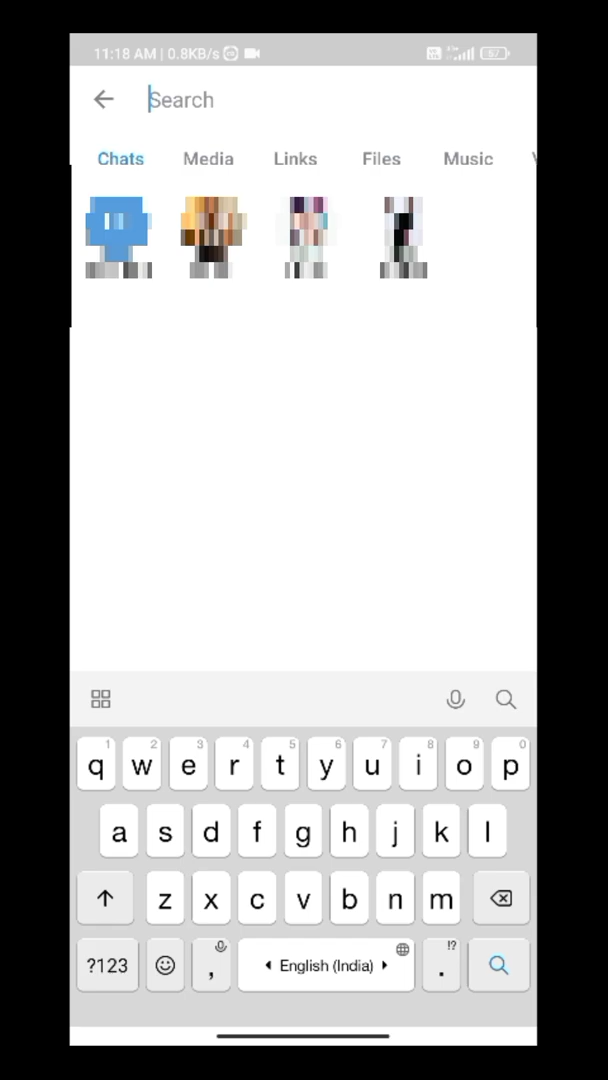 11:18 AM | 0.8KB/s
57
Search
Chats Media Links Files Music
1 2 3 4 5 6 7 8 9 0
q w e r t y u i o p
a s d f g h j k l
z x c v b n m
!?
?123 , English (India) .